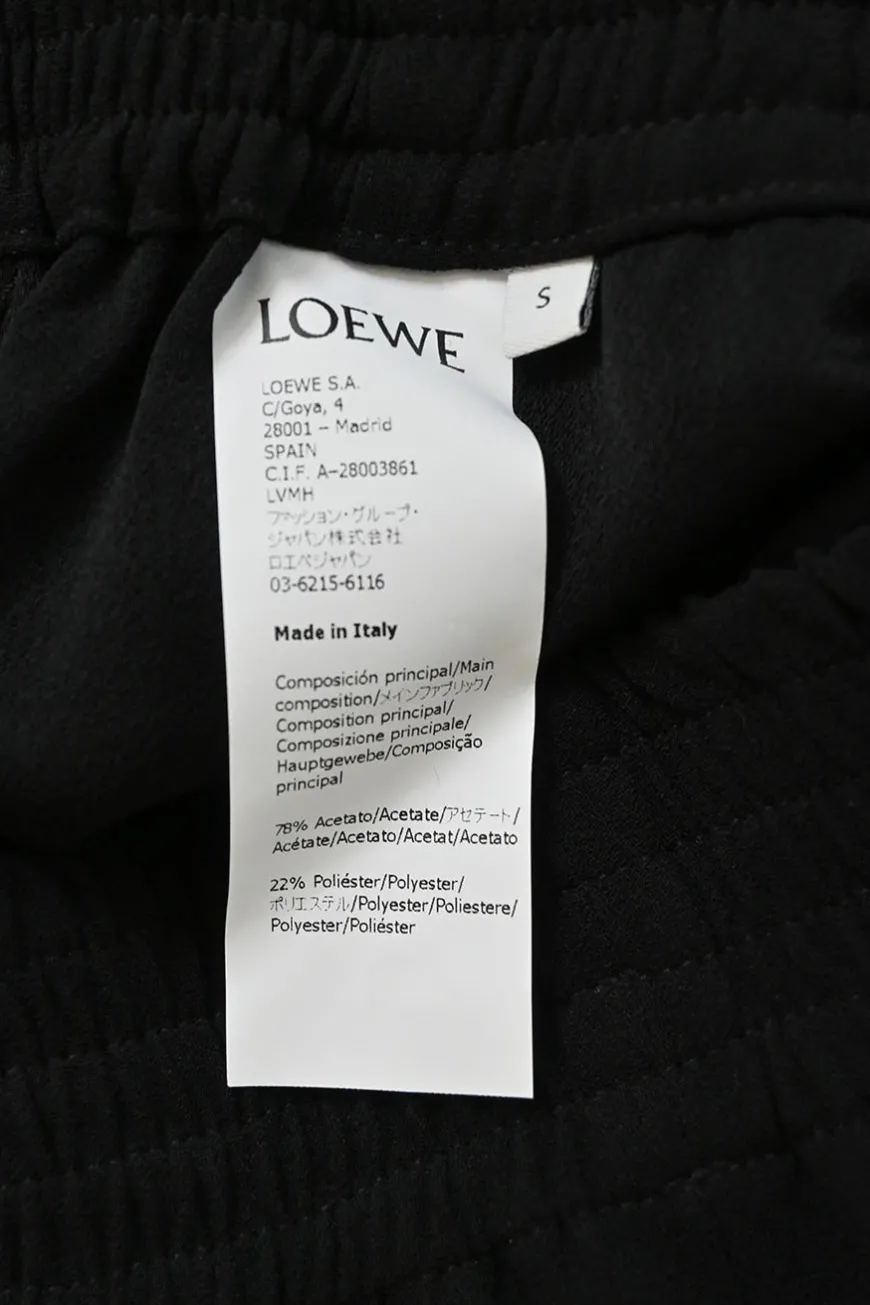 LOEWE
S
LOEWE S.A.
C/Goya, 4
28001 – Madrid
SPAIN
C.I.F. A-28003861
LVMH
ファッション・グループ・
ジャパン株式会社
ロエベジャパン
03-6215-6116
Made in Italy
Composición principal/Main
composition/メインファブリック/
Composition principal/
Composizione principale/
Hauptgewebe/Composição
principal
78% Acetato/Acetate/アセテート/
Acétate/Acetato/Acetat/Acetato
22% Poliéster/Polyester/
ポリエステル/Polyester/Poliestere/
Polyester/Poliéster